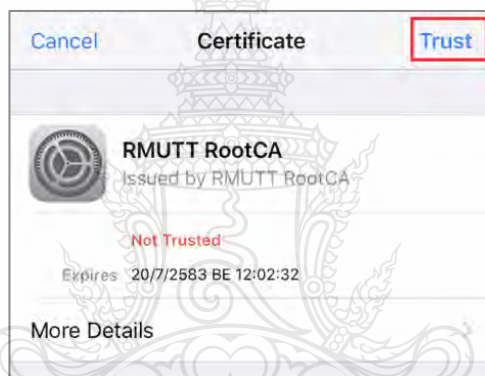 Cancel Certificate Trust
RMUTT RootCA
Issued by RMUTT RootCA
Not Trusted
Expires 20/7/2583 BE 12:02:32
More Details